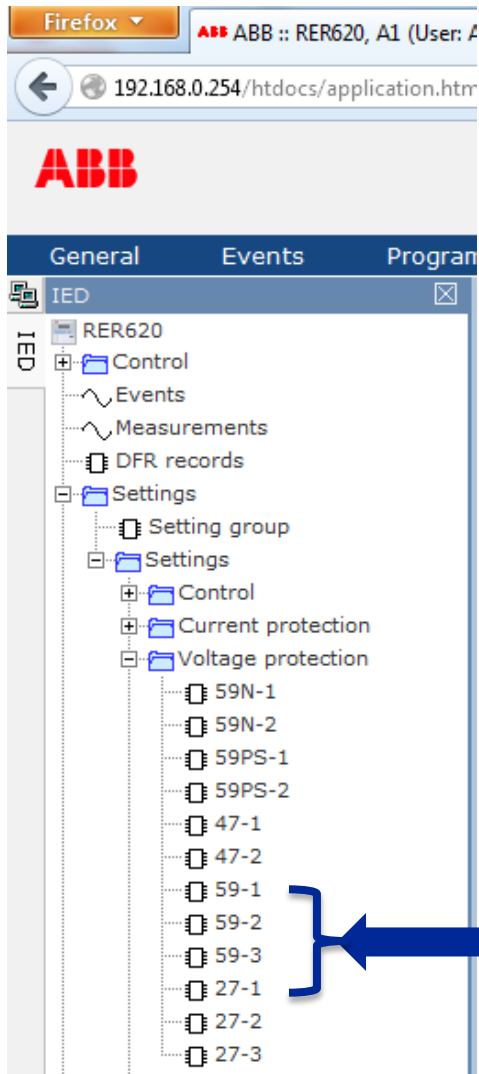 Firefox
ABB ABB :: RER620, A1 (User: A
192.168.0.254/htdocs/application.htm
ABB
General Events Program
IED
IED
RER620
Control
Events
Measurements
DFR records
Settings
Setting group
Settings
Control
Current protection
Voltage protection
59N-1
59N-2
59PS-1
59PS-2
47-1
47-2
59-1
59-2
59-3
27-1
27-2
27-3